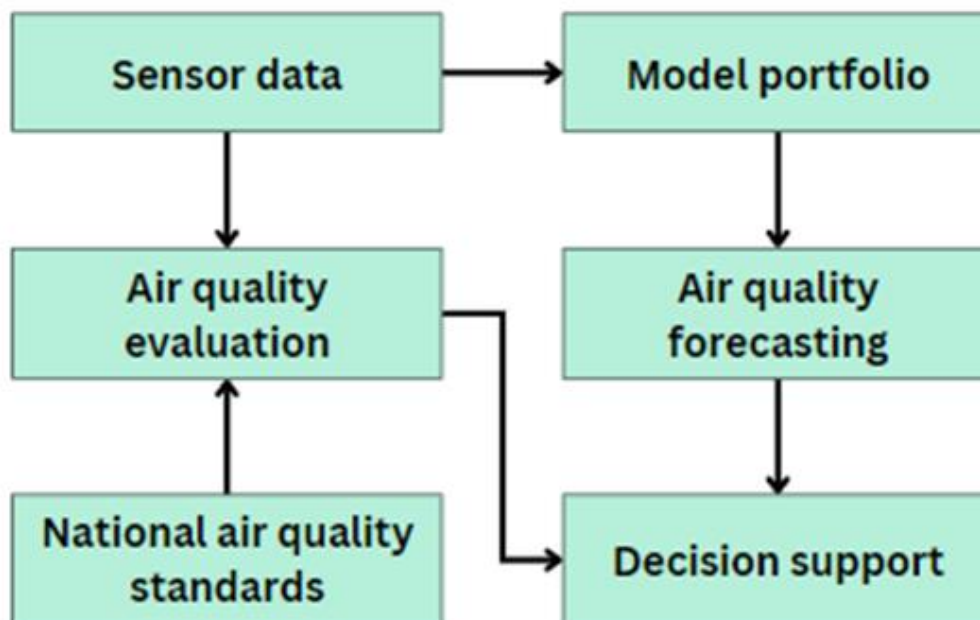 Sensor data
Model portfolio
Air quality
evaluation
Air quality
forecasting
National air quality
standards
Decision support